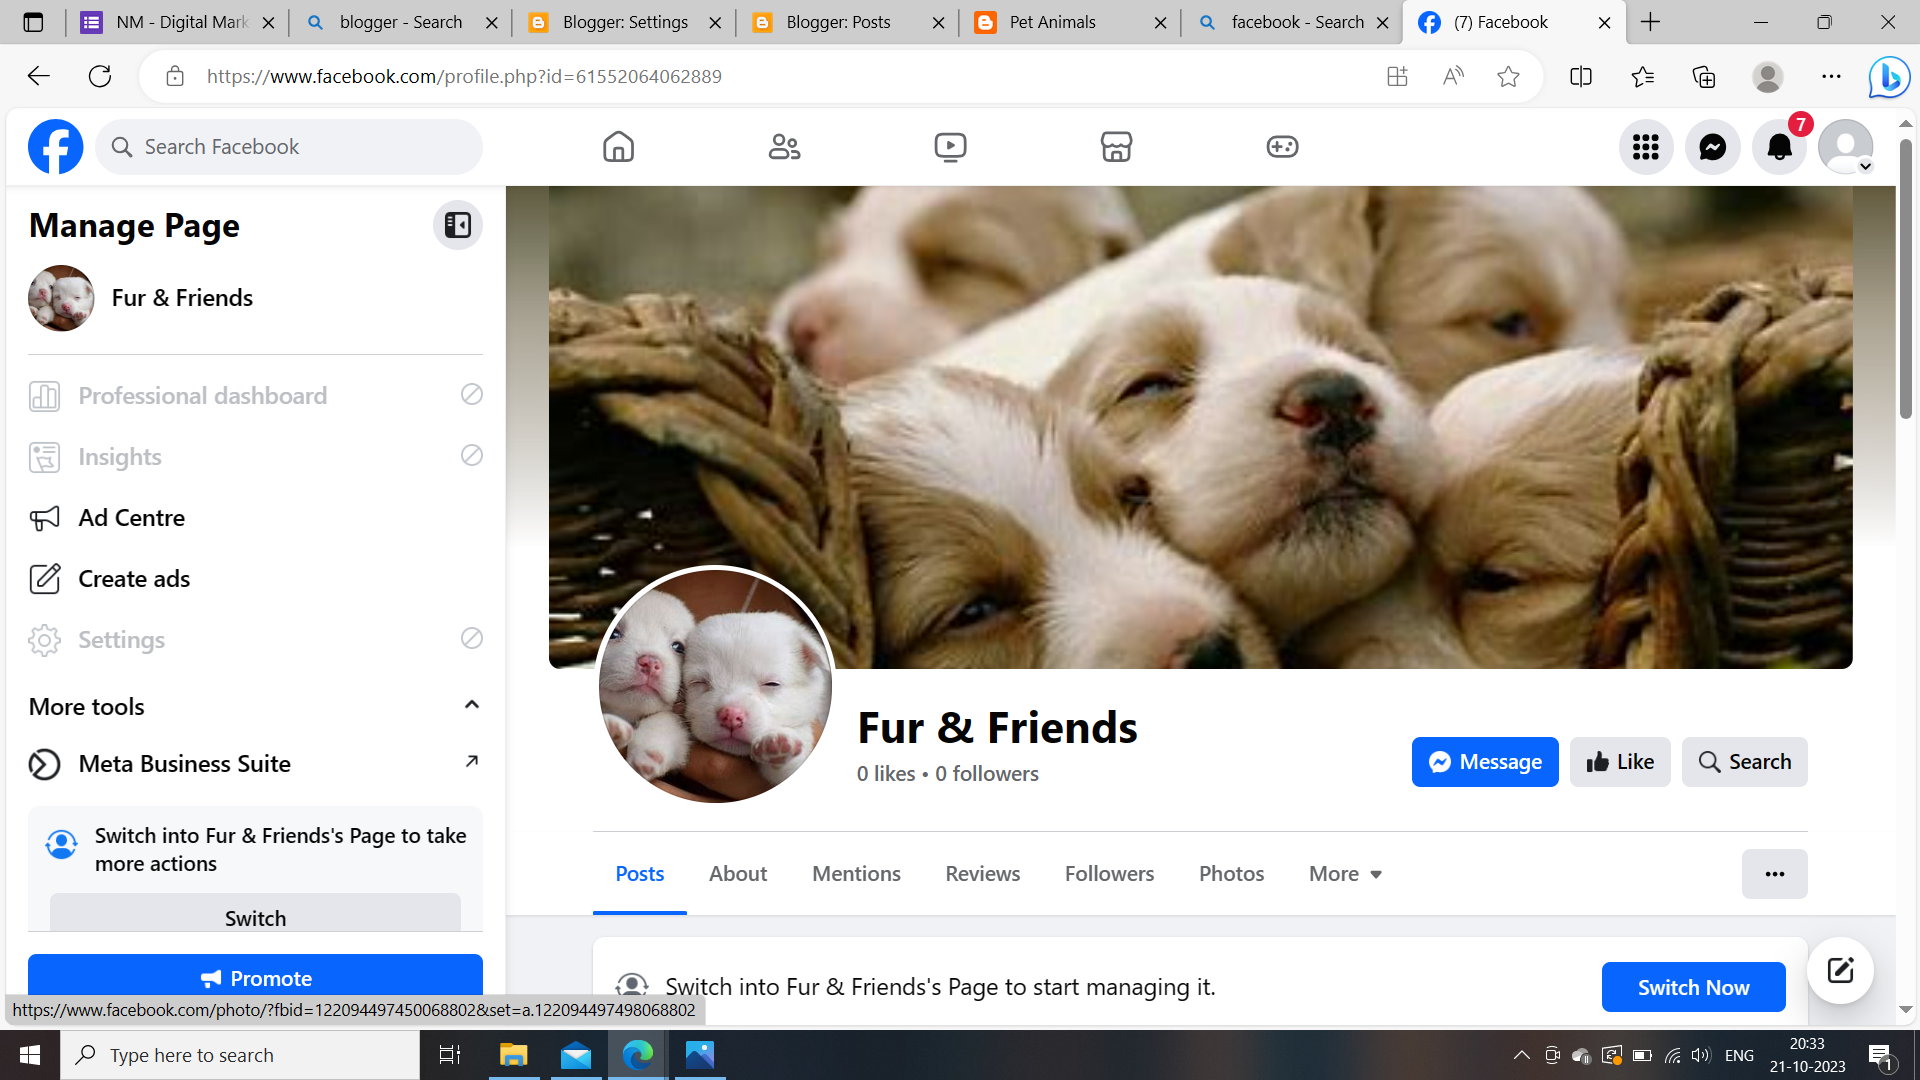 NM - Digital Mark
blogger - Search
Blogger: Settings
Blogger: Posts
Pet Animals
facebook - Search
(7) Facebook
https://www.facebook.com/profile.php?id=61552064062889
Search Facebook
7
Manage Page
Fur & Friends
Professional dashboard
Insights
Ad Centre
Create ads
Settings
More tools
Meta Business Suite
Switch into Fur & Friends's Page to take
more actions
Switch
Promote
Fur & Friends
0 likes • 0 followers
Message
Like
Search
Posts
About
Mentions
Reviews
Followers
Photos
More
Switch into Fur & Friends's Page to start managing it.
Switch Now
https://www.facebook.com/photo/?fbid=122094497450068802&set=a.122094497498068802
Type here to search
ENG
20:33
21-10-2023
1